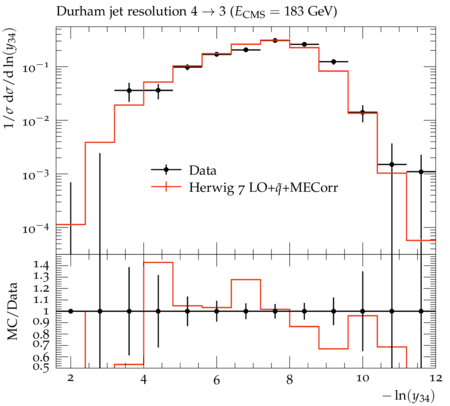 Durham jet resolution 4 → 3 (E_CMS = 183 GeV)
1/σ dσ/d ln(y₃₄)
10⁻¹
10⁻²
10⁻³
10⁻⁴
Data
Herwig 7 LO+q̄+MECorr
MC/Data
1.4
1.3
1.2
1.1
1
0.9
0.8
0.7
0.6
0.5
2 4 6 8 10 12
− ln(y₃₄)